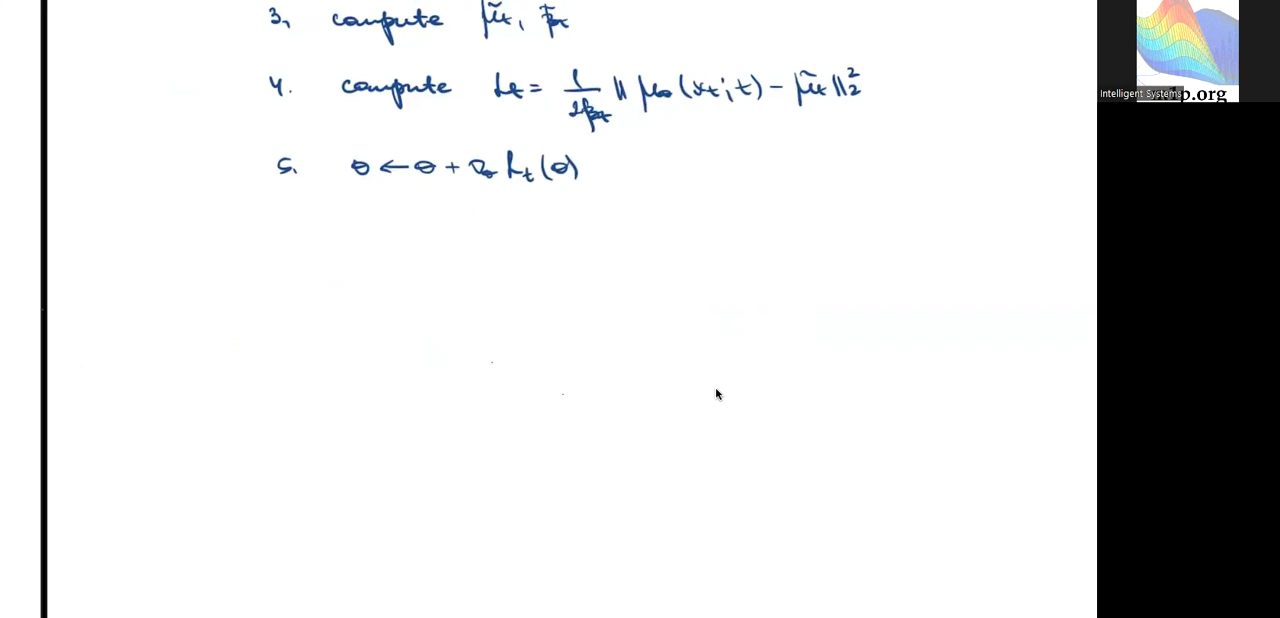 3, compute μ̃t, β̃t
4. compute Lt = 1/2β̃t || μθ(xt; t) - μ̃t ||₂²
5. θ ← θ + ∇θ Lt(θ)
Intelligent Systems
p.org